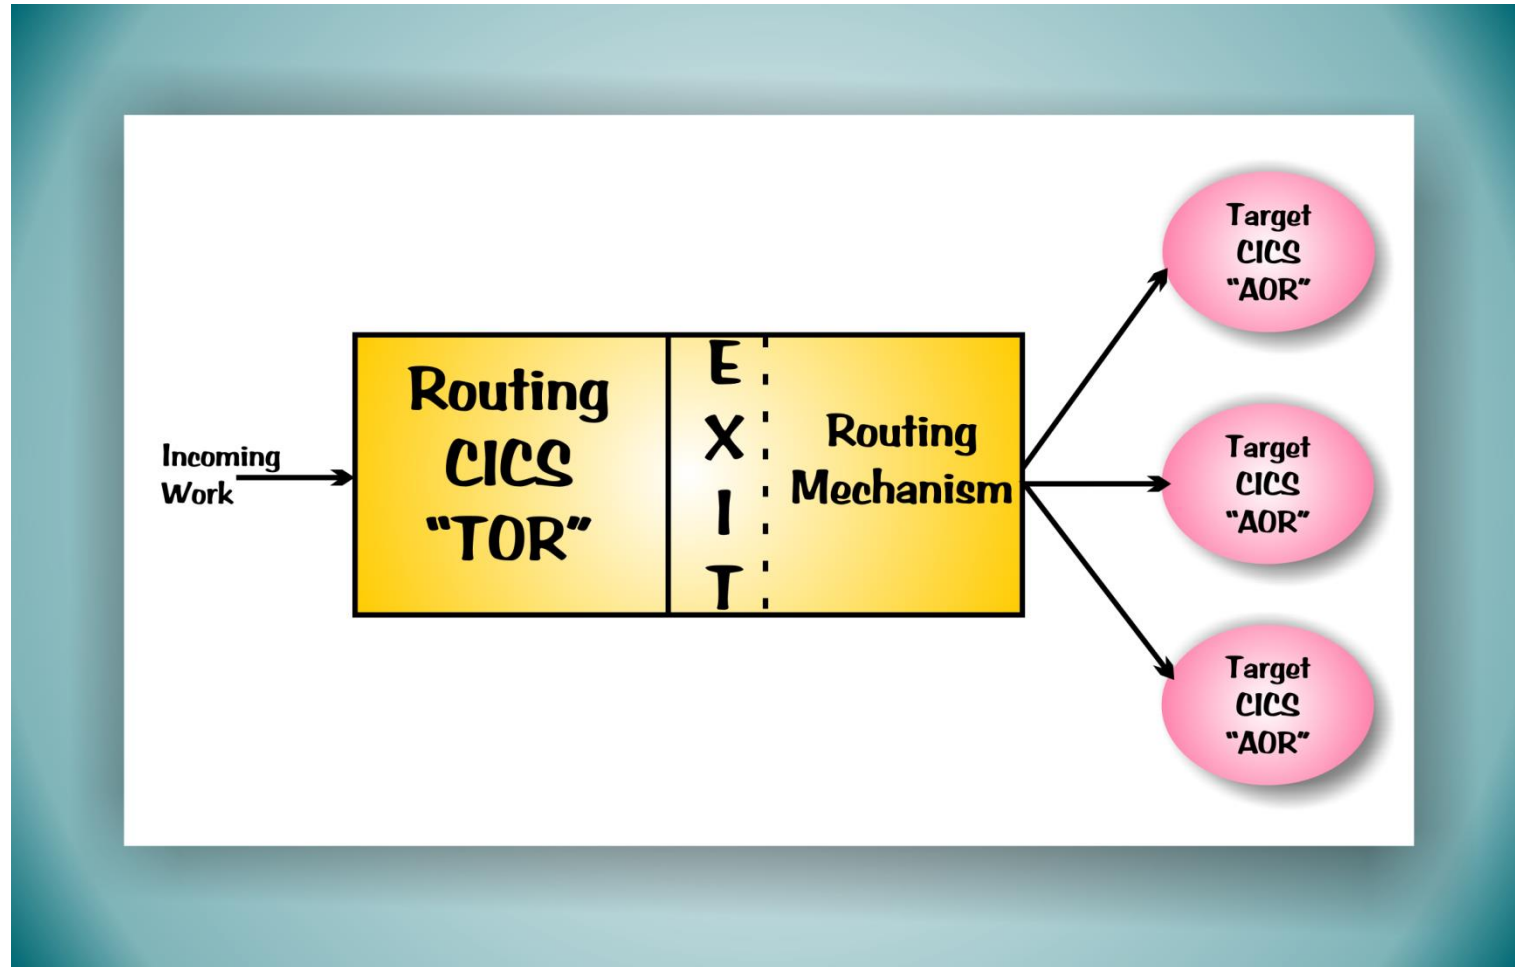 Incoming
Work
Routing
CICS
"TOR"
E
X
I
T
Routing
Mechanism
Target
CICS
"AOR"
Target
CICS
"AOR"
Target
CICS
"AOR"